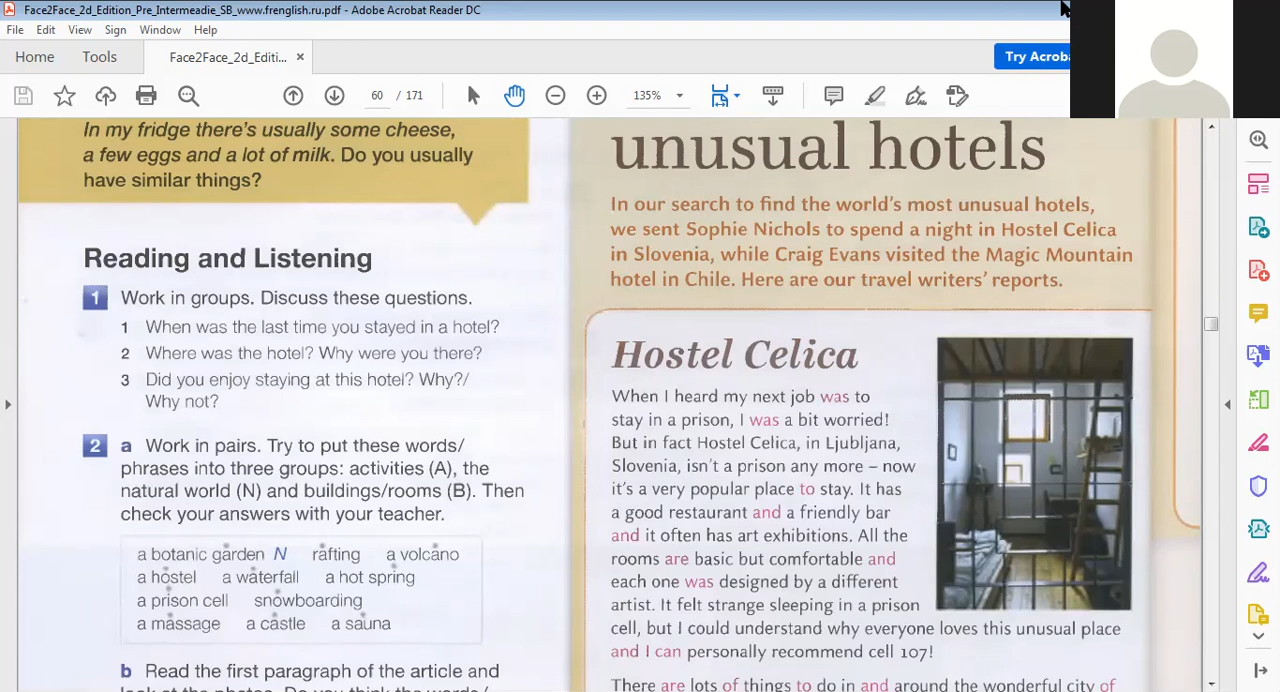 Face2Face_2d_Edition_Pre_Intermeadie_SB_www.frenglish.ru.pdf - Adobe Acrobat Reader DC
File Edit View Sign Window Help
Home Tools Face2Face_2d_Editi... × Try Acroba
60 / 171 135%
In my fridge there's usually some cheese,
a few eggs and a lot of milk. Do you usually
have similar things?
Reading and Listening
1 Work in groups. Discuss these questions.
1 When was the last time you stayed in a hotel?
2 Where was the hotel? Why were you there?
3 Did you enjoy staying at this hotel? Why?/
Why not?
2 a Work in pairs. Try to put these words/
phrases into three groups: activities (A), the
natural world (N) and buildings/rooms (B). Then
check your answers with your teacher.
a botanic garden N rafting a volcano
a hostel a waterfall a hot spring
a prison cell snowboarding
a massage a castle a sauna
b Read the first paragraph of the article and
look at the photos. Do you think the words/
unusual hotels
In our search to find the world's most unusual hotels,
we sent Sophie Nichols to spend a night in Hostel Celica
in Slovenia, while Craig Evans visited the Magic Mountain
hotel in Chile. Here are our travel writers' reports.
Hostel Celica
When I heard my next job was to
stay in a prison, I was a bit worried!
But in fact Hostel Celica, in Ljubljana,
Slovenia, isn't a prison any more – now
it's a very popular place to stay. It has
a good restaurant and a friendly bar
and it often has art exhibitions. All the
rooms are basic but comfortable and
each one was designed by a different
artist. It felt strange sleeping in a prison
cell, but I could understand why everyone loves this unusual place
and I can personally recommend cell 107!
There are lots of things to do in and around the wonderful city of